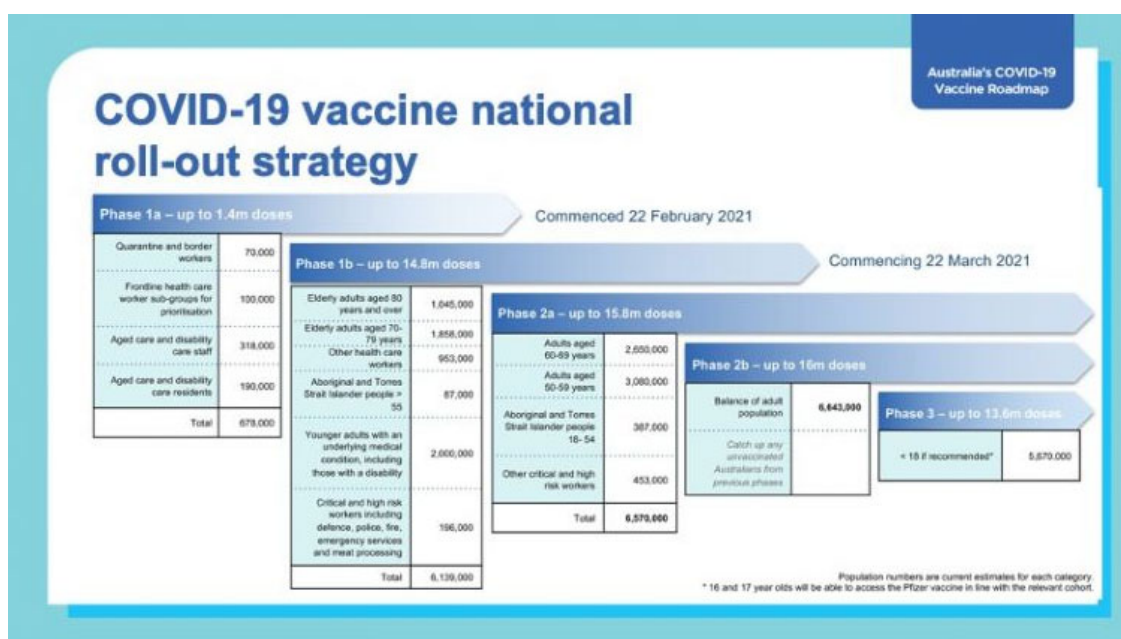 Australia's COVID-19
Vaccine Roadmap
COVID-19 vaccine national
roll-out strategy
Phase 1a – up to 1.4m doses
Commenced 22 February 2021
Quarantine and border
workers
70,000
Frontline health care
worker sub-groups for
prioritisation
100,000
Aged care and disability
care staff
318,000
Aged care and disability
care residents
190,000
Total
678,000
Phase 1b – up to 14.8m doses
Commencing 22 March 2021
Elderly adults aged 80
years and over
1,045,000
Elderly adults aged 70-
79 years
1,858,000
Other health care
workers
953,000
Aboriginal and Torres
Strait Islander people >
55
87,000
Younger adults with an
underlying medical
condition, including
those with a disability
2,000,000
Critical and high risk
workers including
defence, police, fire,
emergency services
and meat processing
196,000
Total
6,139,000
Phase 2a – up to 15.8m doses
Adults aged
60-69 years
2,650,000
Adults aged
50-59 years
3,080,000
Aboriginal and Torres
Strait Islander people
18- 54
387,000
Other critical and high
risk workers
453,000
Total
6,570,000
Phase 2b – up to 16m doses
Balance of adult
population
6,643,000
Catch up any
unvaccinated
Australians from
previous phases
Phase 3 – up to 13.6m doses
< 18 if recommended*
5,670,000
Population numbers are current estimates for each category.
* 16 and 17 year olds will be able to access the Pfizer vaccine in line with the relevant cohort.